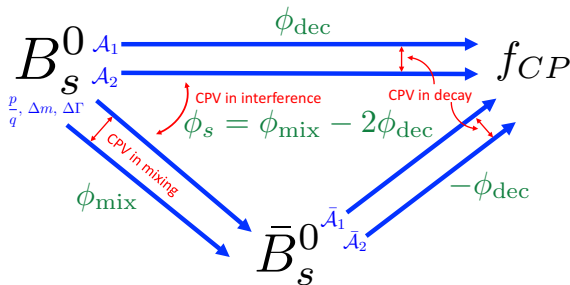 ϕ_dec
B_s^0
A_1
A_2
f_CP
CPV in interference
CPV in decay
p/q, Δm, ΔΓ
ϕ_s = ϕ_mix − 2ϕ_dec
CPV in mixing
ϕ_mix
−ϕ_dec
Ā_1
Ā_2
B̄_s^0